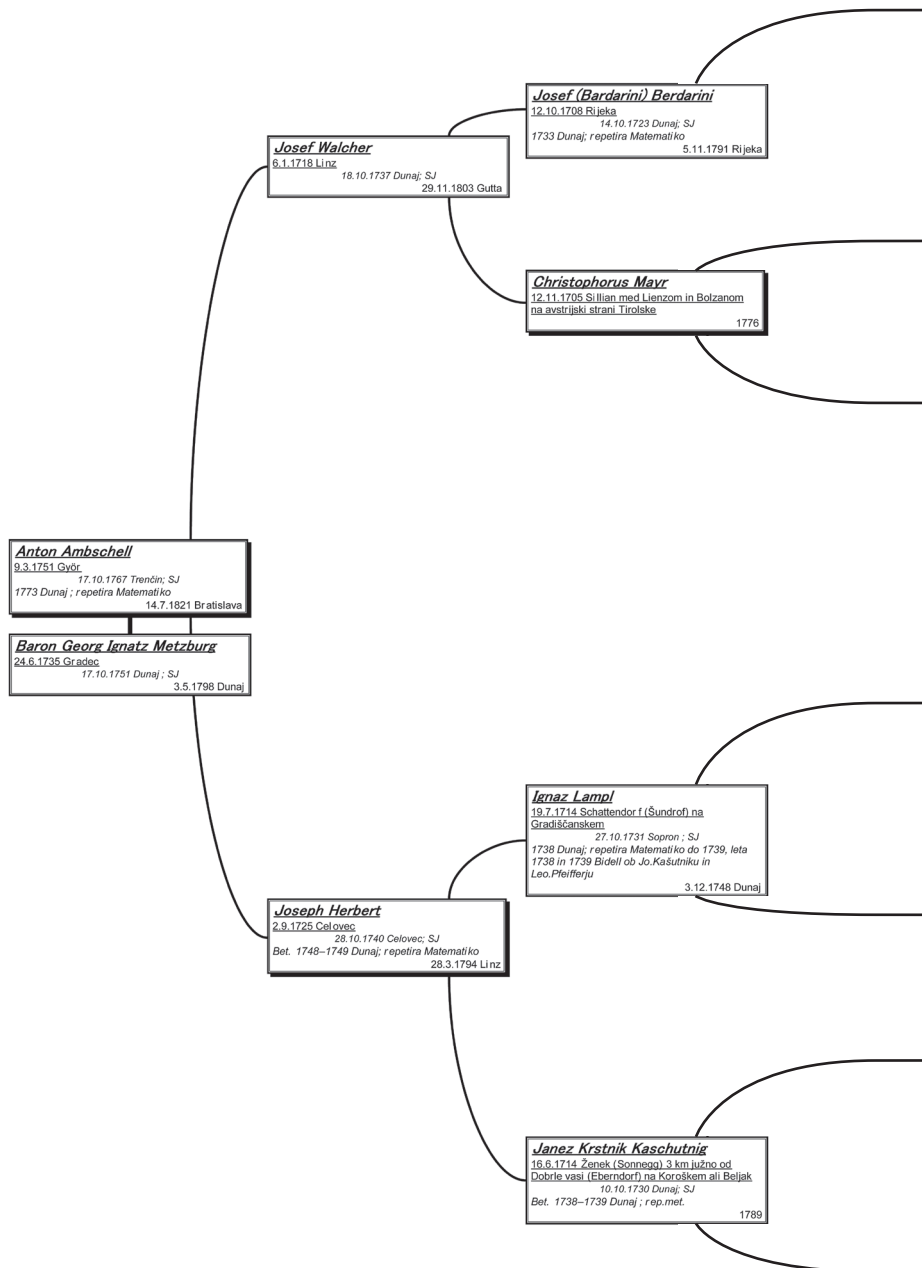 Josef (Bardarini) Berdarini
12.10.1708 Rijeka
14.10.1723 Dunaj; SJ
1733 Dunaj; repetira Matematiko
5.11.1791 Rijeka
Josef Walcher
6.1.1718 Linz
18.10.1737 Dunaj; SJ
29.11.1803 Gutta
Christophorus Mayr
12.11.1705 Sillian med Lienzom in Bolzanom
na avstrijski strani Tirolske
1776
Anton Ambschell
9.3.1751 Györ
17.10.1767 Trenčin; SJ
1773 Dunaj; repetira Matematiko
14.7.1821 Bratislava
Baron Georg Ignatz Metzburg
24.6.1735 Gradec
17.10.1751 Dunaj; SJ
3.5.1798 Dunaj
Ignaz Lampl
19.7.1714 Schattendorf (Šundrof) na
Gradiščanskem
27.10.1731 Sopron; SJ
1738 Dunaj; repetira Matematiko do 1739, leta
1738 in 1739 Bidell ob Jo.Kašutniku in
Leo.Pfeifferju
3.12.1748 Dunaj
Joseph Herbert
2.9.1725 Celovec
28.10.1740 Celovec; SJ
Bet. 1748–1749 Dunaj; repetira Matematiko
28.3.1794 Linz
Janez Krstnik Kaschutnig
16.6.1714 Ženek (Sonnegg) 3 km južno od
Dobrle vasi (Eberndorf) na Koroškem ali Beljak
10.10.1730 Dunaj; SJ
Bet. 1738–1739 Dunaj; rep.met.
1789